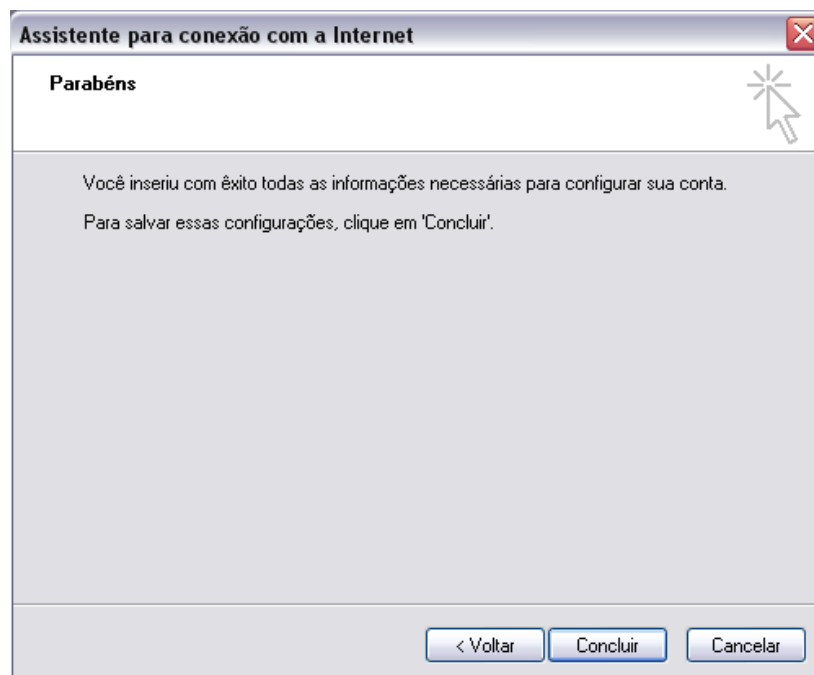 Assistente para conexão com a Internet
Parabéns
Você inseriu com êxito todas as informações necessárias para configurar sua conta.
Para salvar essas configurações, clique em 'Concluir'.
< Voltar
Concluir
Cancelar